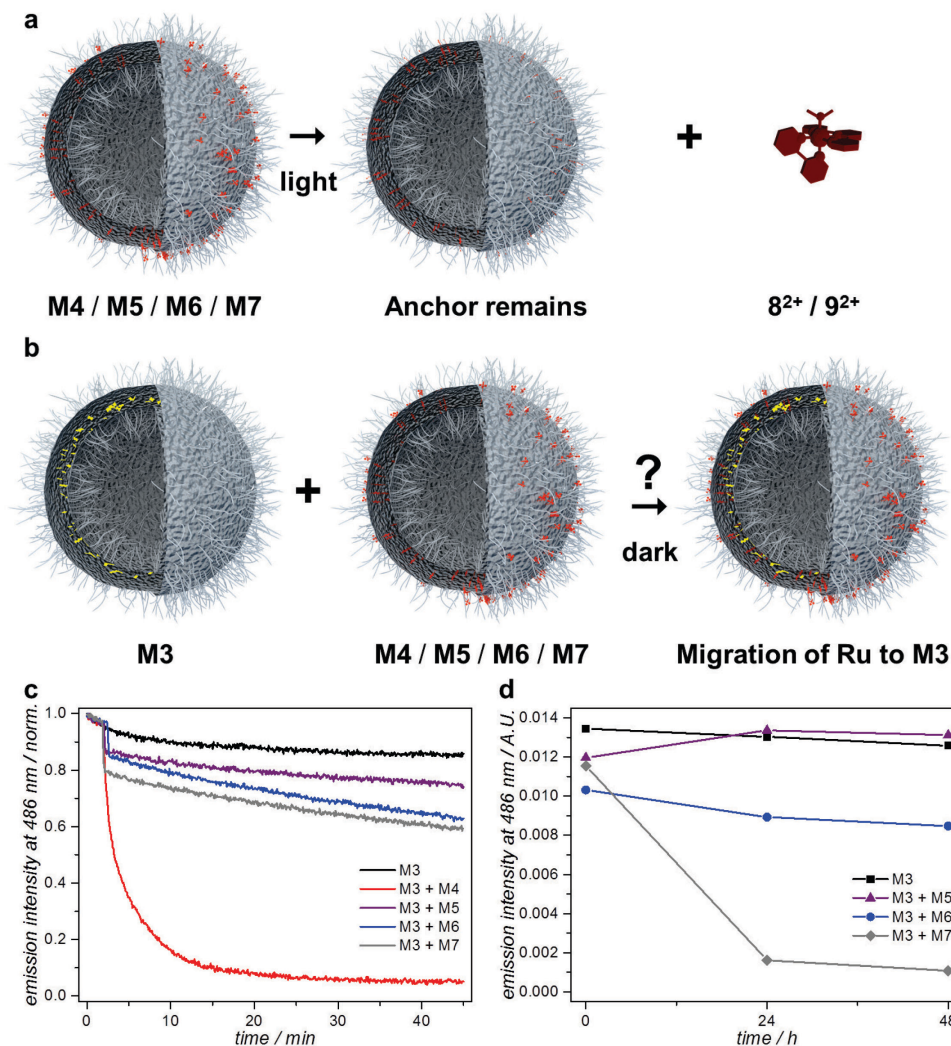 a
light
+
M4 / M5 / M6 / M7
Anchor remains
8²⁺ / 9²⁺
b
+
?
dark
M3
M4 / M5 / M6 / M7
Migration of Ru to M3
c
emission intensity at 486 nm / norm.
1.0
0.8
0.6
0.4
0.2
0.0
M3
M3 + M4
M3 + M5
M3 + M6
M3 + M7
0
10
20
30
40
time / min
d
emission intensity at 486 nm / A.U.
0.014
0.012
0.010
0.008
0.006
0.004
0.002
0.000
M3
M3 + M5
M3 + M6
M3 + M7
0
24
48
time / h